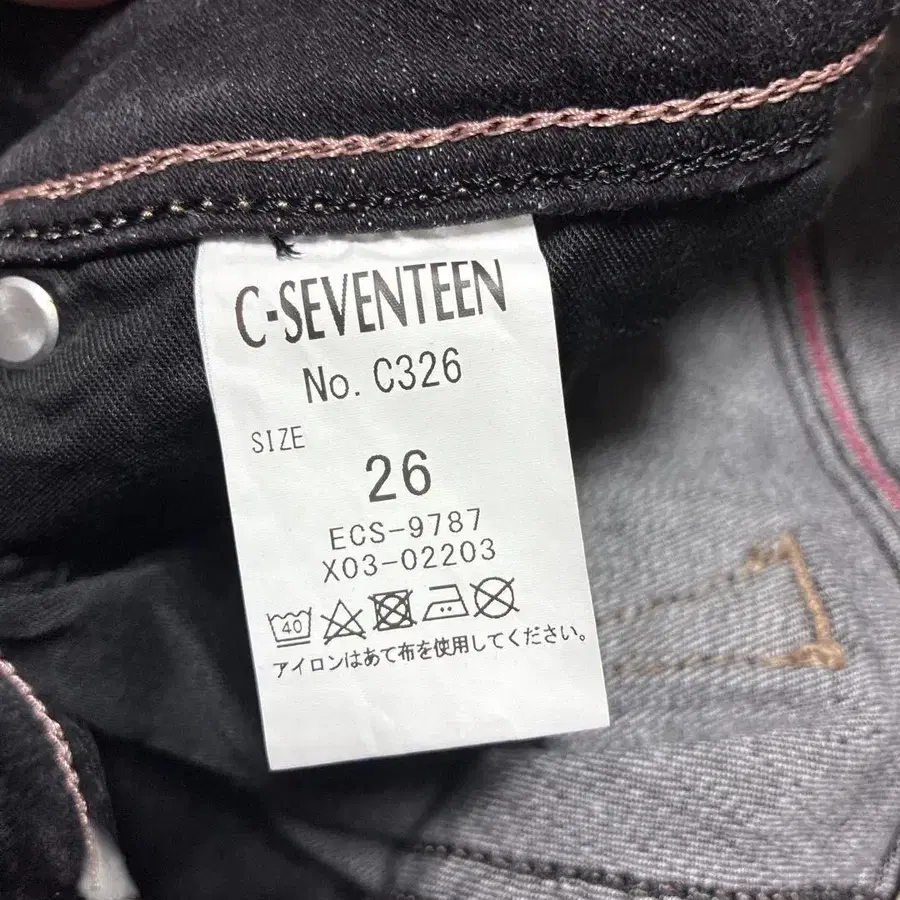 C-SEVENTEEN
No. C326
SIZE
26
ECS-9787
X03-02203
40
アイロンはあて布を使用してください。